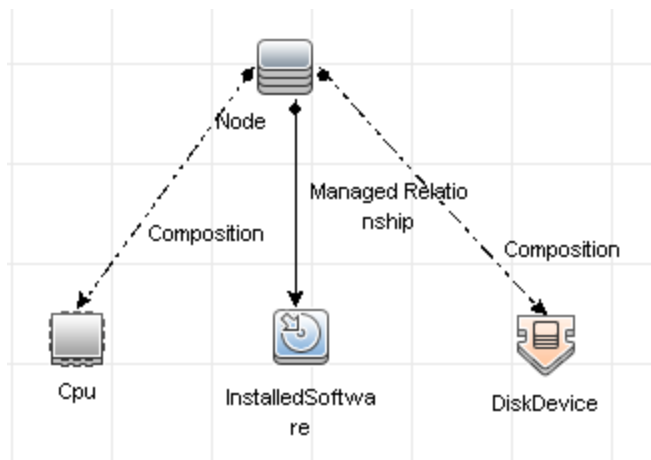 Node
Managed Relatio
nship
Composition
Composition
Cpu
InstalledSoftwa
re
DiskDevice